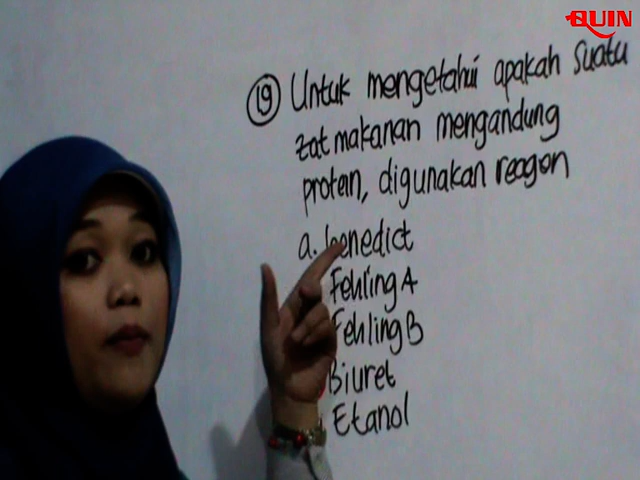 QUIN
19 Untuk mengetahui apakah suatu
zat makanan mengandung
protein, digunakan reagen
a. benedict
Fehling A
Fehling B
Biuret
Etanol